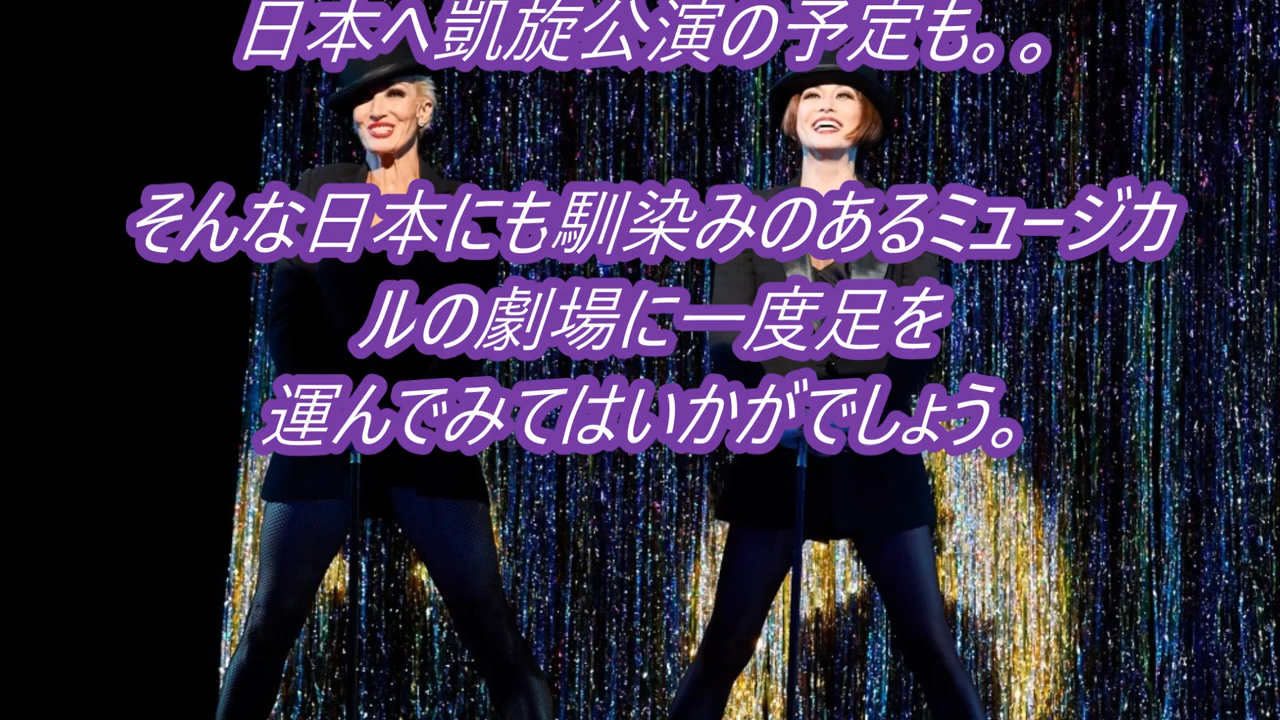 日本へ凱旋公演の予定も。。
そんな日本にも馴染みのあるミュージカ
ルの劇場に一度足を
運んでみてはいかがでしょう。